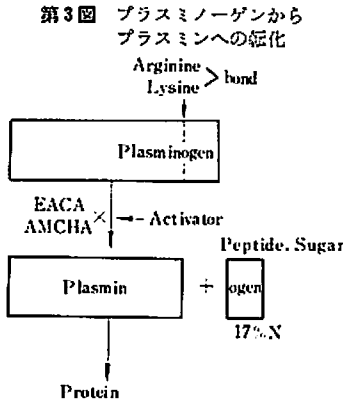 第3図 プラスミノーゲンから
プラスミンへの転化
Arginine
Lysine > bond
Plasminogen
EACA
AMCHA × ← Activator
Peptide. Sugar
Plasmin + ogen
17%N
Protein